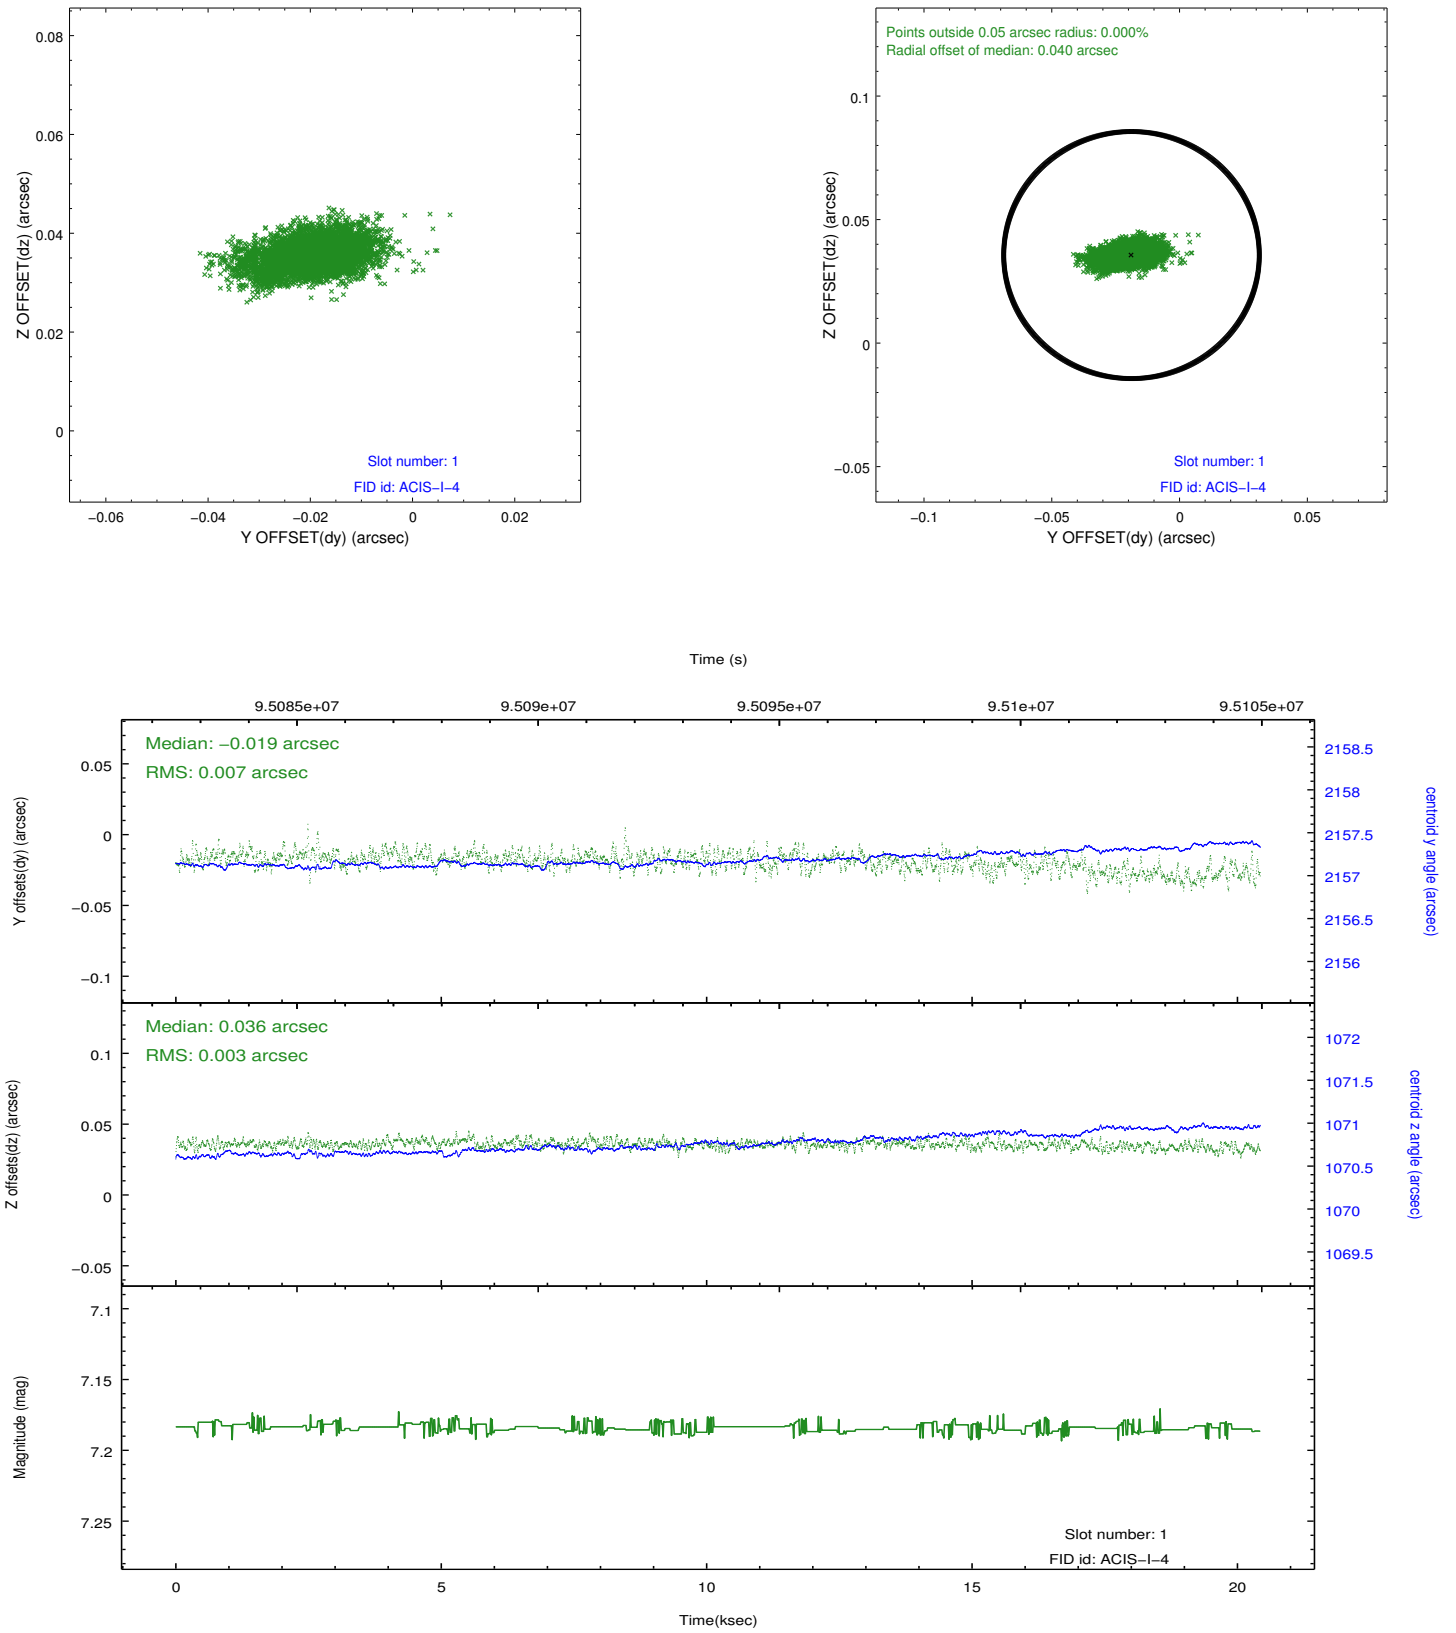 0.08
0.06
0.04
0.02
0
Z OFFSET(dz) (arcsec)
Slot number: 1
FID id: ACIS−I−4
−0.06
−0.04
−0.02
0
0.02
Y OFFSET(dy) (arcsec)
Points outside 0.05 arcsec radius: 0.000%
Radial offset of median: 0.040 arcsec
0.1
0.05
0
−0.05
Z OFFSET(dz) (arcsec)
Slot number: 1
FID id: ACIS−I−4
−0.1
−0.05
0
0.05
Y OFFSET(dy) (arcsec)
Time (s)
9.5085e+07
9.509e+07
9.5095e+07
9.51e+07
9.5105e+07
Median: −0.019 arcsec
RMS: 0.007 arcsec
0.05
0
−0.05
−0.1
Y offsets(dy) (arcsec)
2158.5
2158
2157.5
2157
2156.5
2156
centroid y angle (arcsec)
Median: 0.036 arcsec
RMS: 0.003 arcsec
0.1
0.05
0
−0.05
Z offsets(dz) (arcsec)
1072
1071.5
1071
1070.5
1070
1069.5
centroid z angle (arcsec)
7.1
7.15
7.2
7.25
Magnitude (mag)
Slot number: 1
FID id: ACIS−I−4
0
5
10
15
20
Time(ksec)